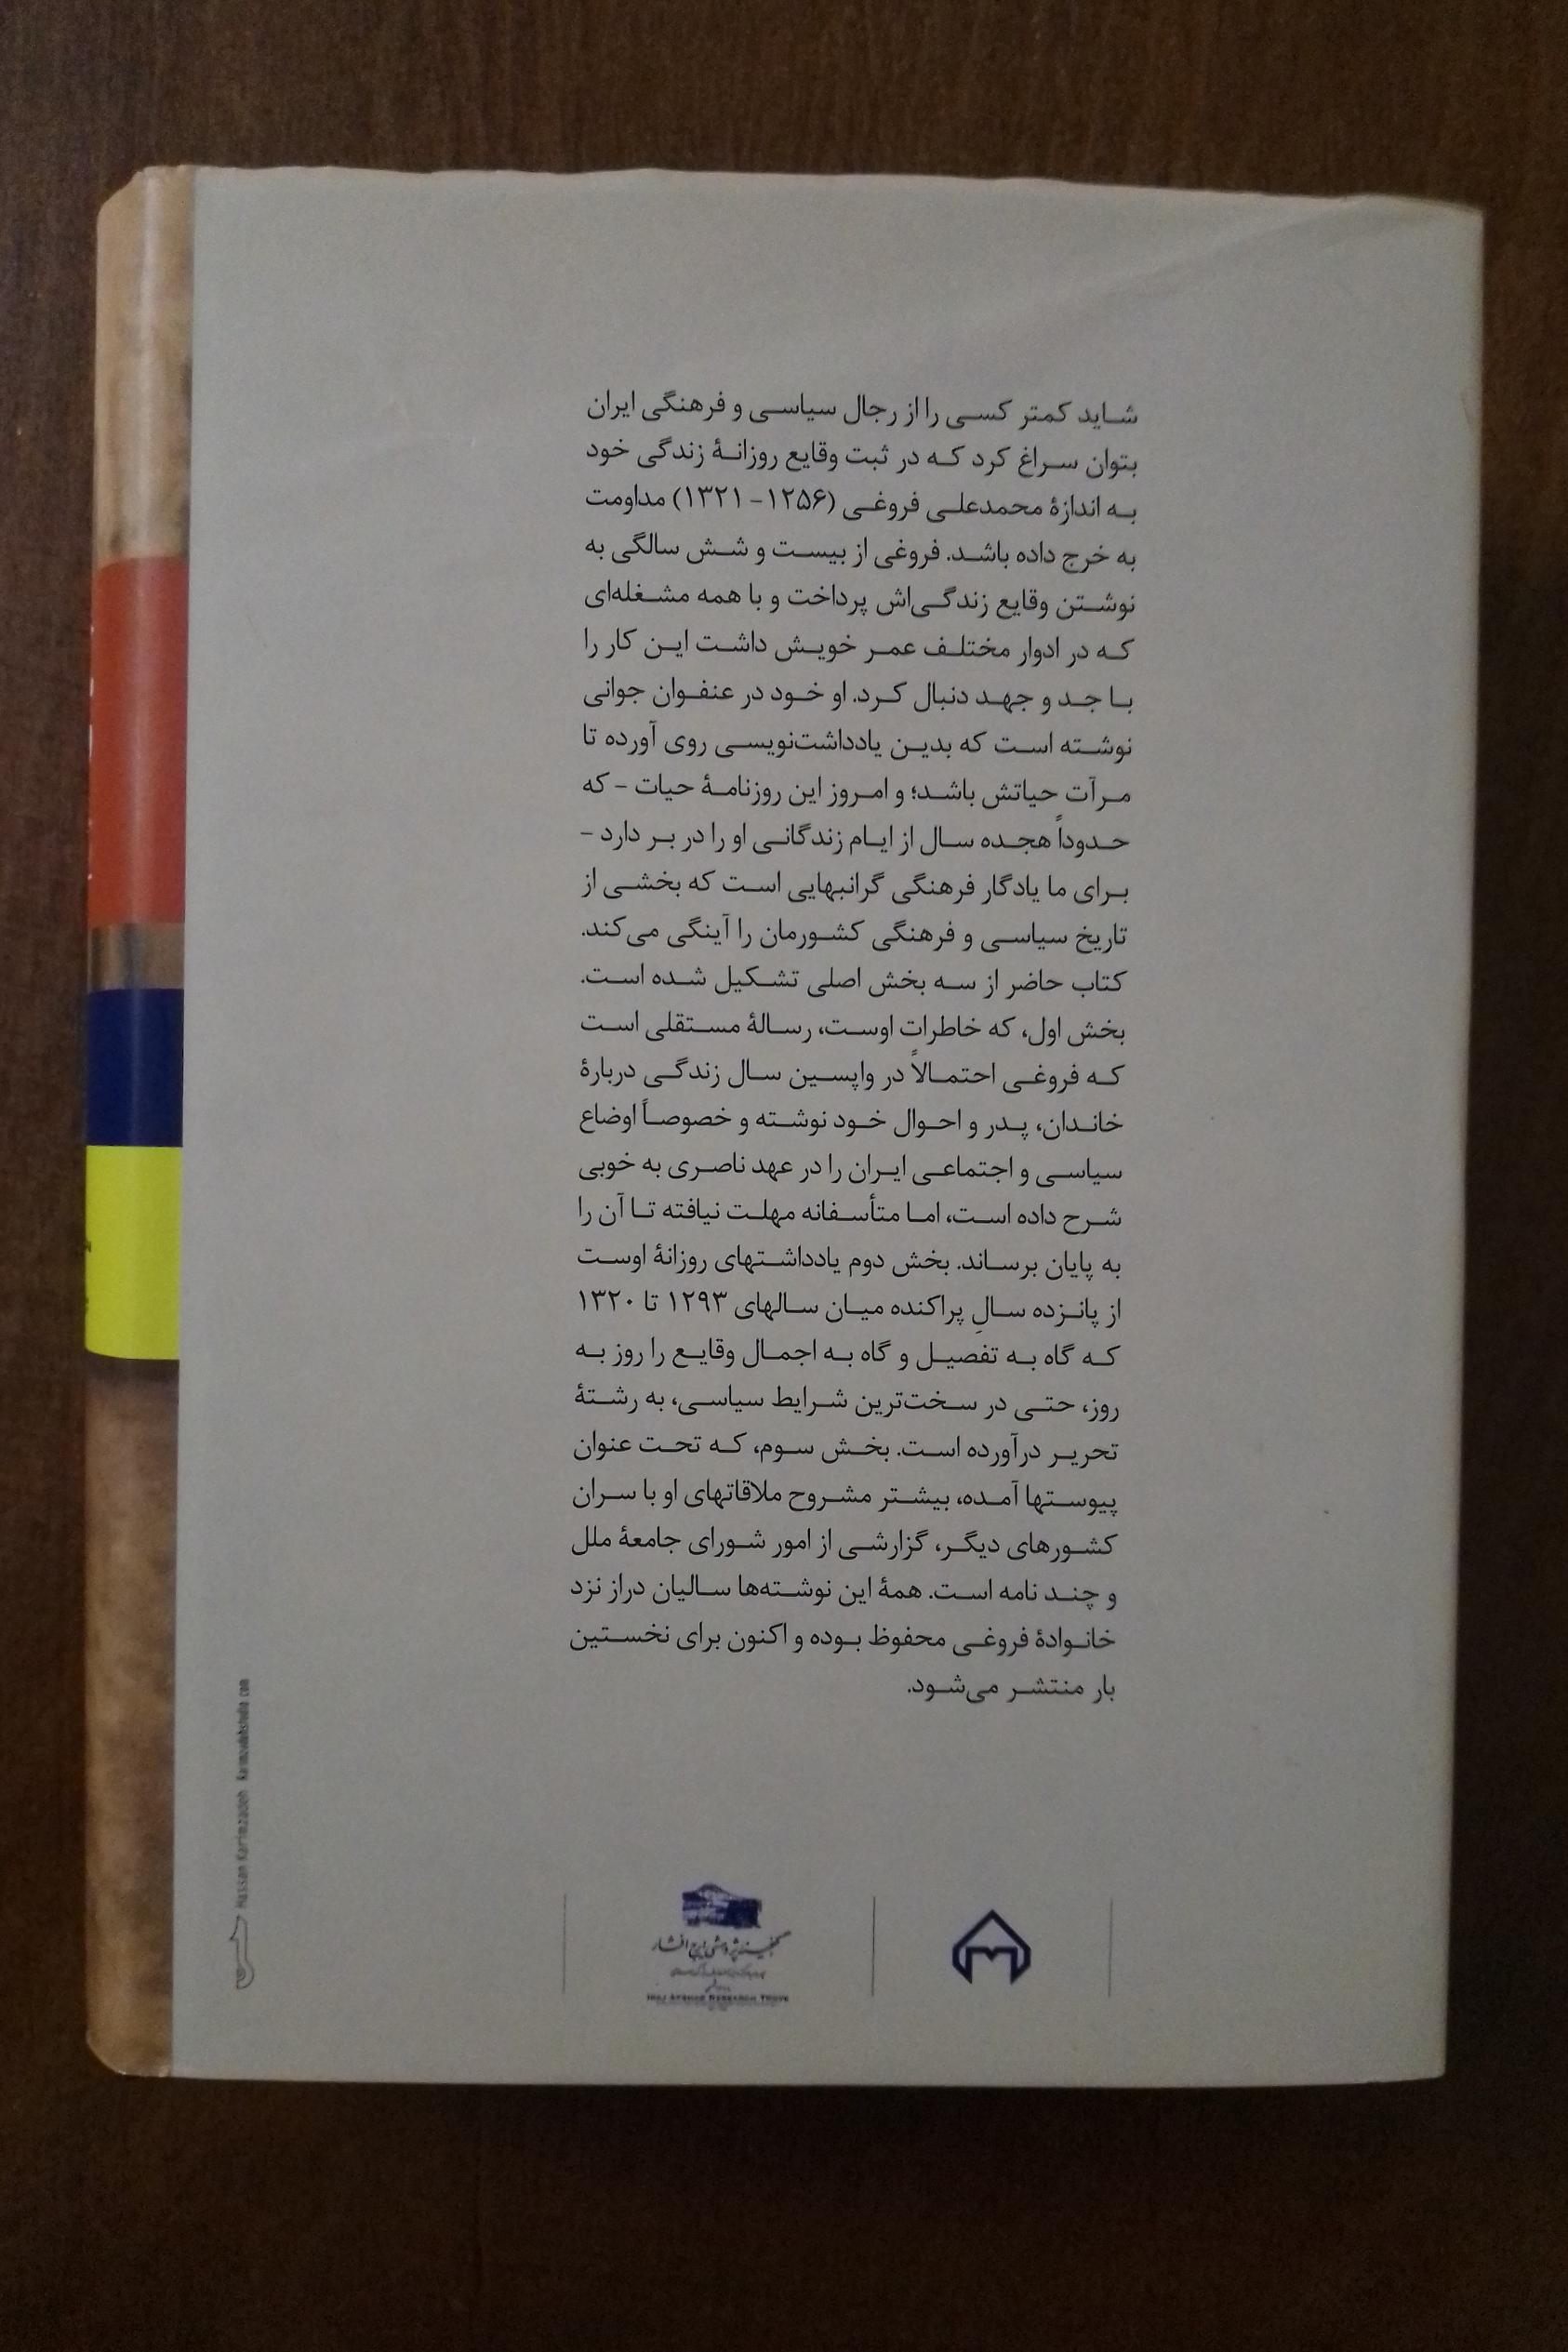 شاید کمتر کسی را از رجال سیاسی و فرهنگی ایران
بتوان سراغ کرد که در ثبت وقایع روزانهٔ زندگی خود
به اندازهٔ محمدعلی فروغی (۱۲۵۶- ۱۳۲۱) مداومت
به خرج داده باشد. فروغی از بیست و شش سالگی به
نوشتن وقایع زندگی‌اش پرداخت و با همه مشغله‌ای
که در ادوار مختلف عمر خویش داشت این کار را
با جد و جهد دنبال کرد. او خود در عنفوان جوانی
نوشته است که بدین یادداشت‌نویسی روی آورده تا
مرآت حیاتش باشد؛ و امروز این روزنامهٔ حیات - که
حدوداً هجده سال از ایام زندگانی او را در بر دارد -
برای ما یادگار فرهنگی گرانبهایی است که بخشی از
تاریخ سیاسی و فرهنگی کشورمان را آینگی می‌کند.
کتاب حاضر از سه بخش اصلی تشکیل شده است.
بخش اول، که خاطرات اوست، رسالهٔ مستقلی است
که فروغی احتمالاً در واپسین سال زندگی دربارهٔ
خاندان، پدر و احوال خود نوشته و خصوصاً اوضاع
سیاسی و اجتماعی ایران را در عهد ناصری به خوبی
شرح داده است، اما متأسفانه مهلت نیافته تا آن را
به پایان برساند. بخش دوم یادداشتهای روزانهٔ اوست
از پانزده سالِ پراکنده میان سالهای ۱۲۹۳ تا ۱۳۲۰
که گاه به تفصیل و گاه به اجمال وقایع را روز به
روز، حتی در سخت‌ترین شرایط سیاسی، به رشتهٔ
تحریر درآورده است. بخش سوم، که تحت عنوان
پیوستها آمده، بیشتر مشروح ملاقاتهای او با سران
کشورهای دیگر، گزارشی از امور شورای جامعهٔ ملل
و چند نامه است. همهٔ این نوشته‌ها سالیان دراز نزد
خانوادهٔ فروغی محفوظ بوده و اکنون برای نخستین
بار منتشر می‌شود.
Hassan Karimzadeh
گنجینه پژوهشی ایرج افشار
IRAJ AFSHAR RESEARCH TROVE